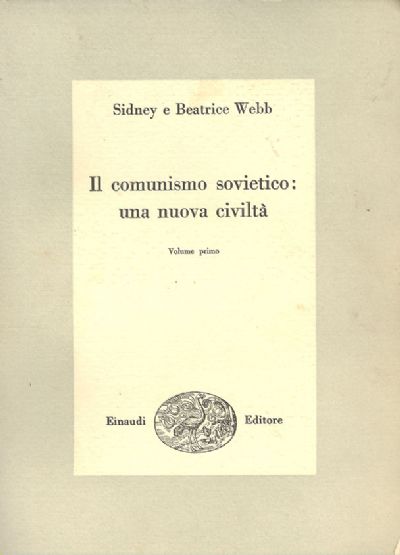 Sidney e Beatrice Webb
Il comunismo sovietico:
una nuova civiltà
Volume primo
Einaudi Editore